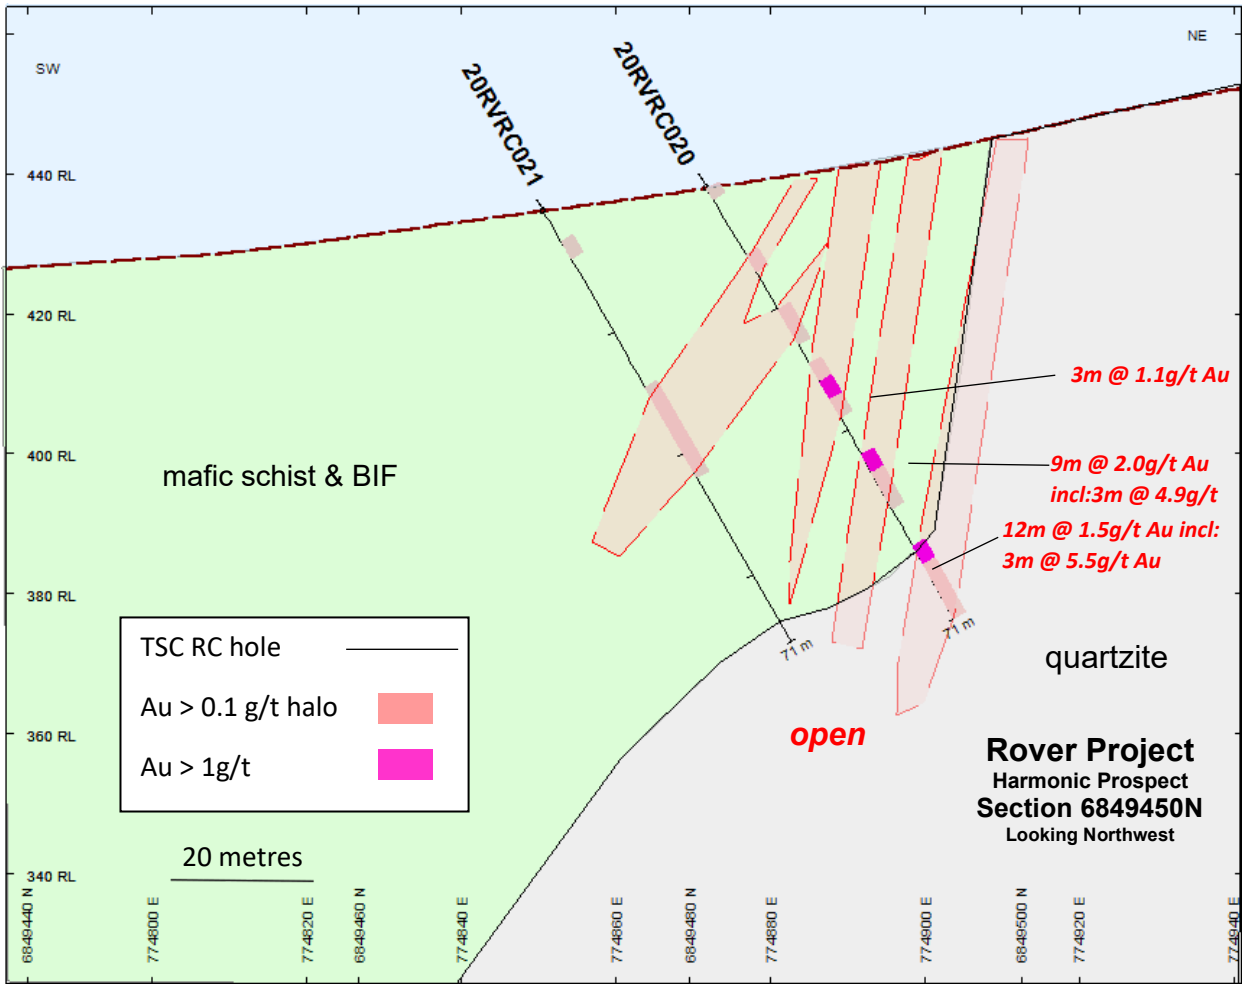 SW
NE
20RVRC021
20RVRC020
440 RL
420 RL
400 RL
380 RL
360 RL
340 RL
3m @ 1.1g/t Au
9m @ 2.0g/t Au
incl:3m @ 4.9g/t
12m @ 1.5g/t Au incl:
3m @ 5.5g/t Au
mafic schist & BIF
71 m
71 m
quartzite
open
TSC RC hole
Au > 0.1 g/t halo
Au > 1g/t
20 metres
Rover Project
Harmonic Prospect
Section 6849450N
Looking Northwest
6849440 N
774800 E
774820 E
6849460 N
774840 E
774860 E
6849480 N
774880 E
774900 E
6849500 N
774920 E
774940 E